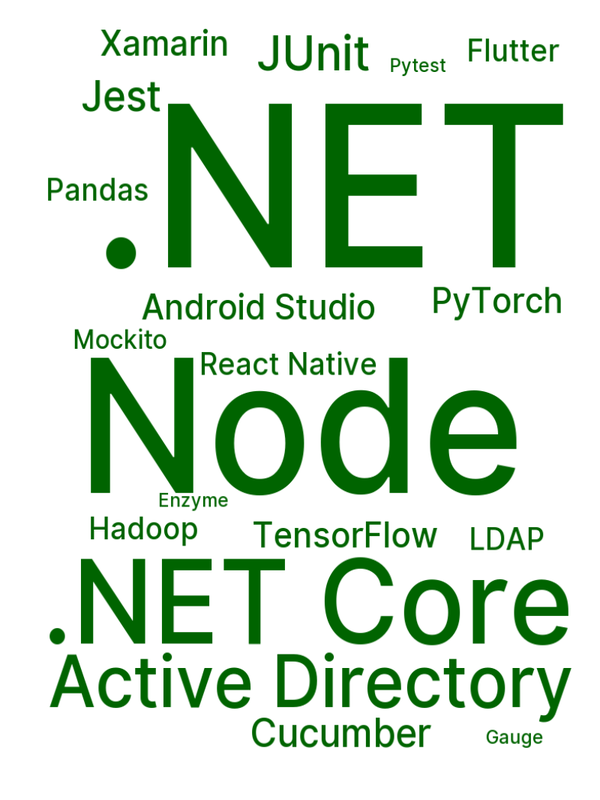 Xamarin
JUnit
Pytest
Flutter
Jest
.NET
Pandas
Android Studio
PyTorch
Mockito
React Native
Node
Enzyme
Hadoop
TensorFlow
LDAP
.NET Core
Active Directory
Cucumber
Gauge